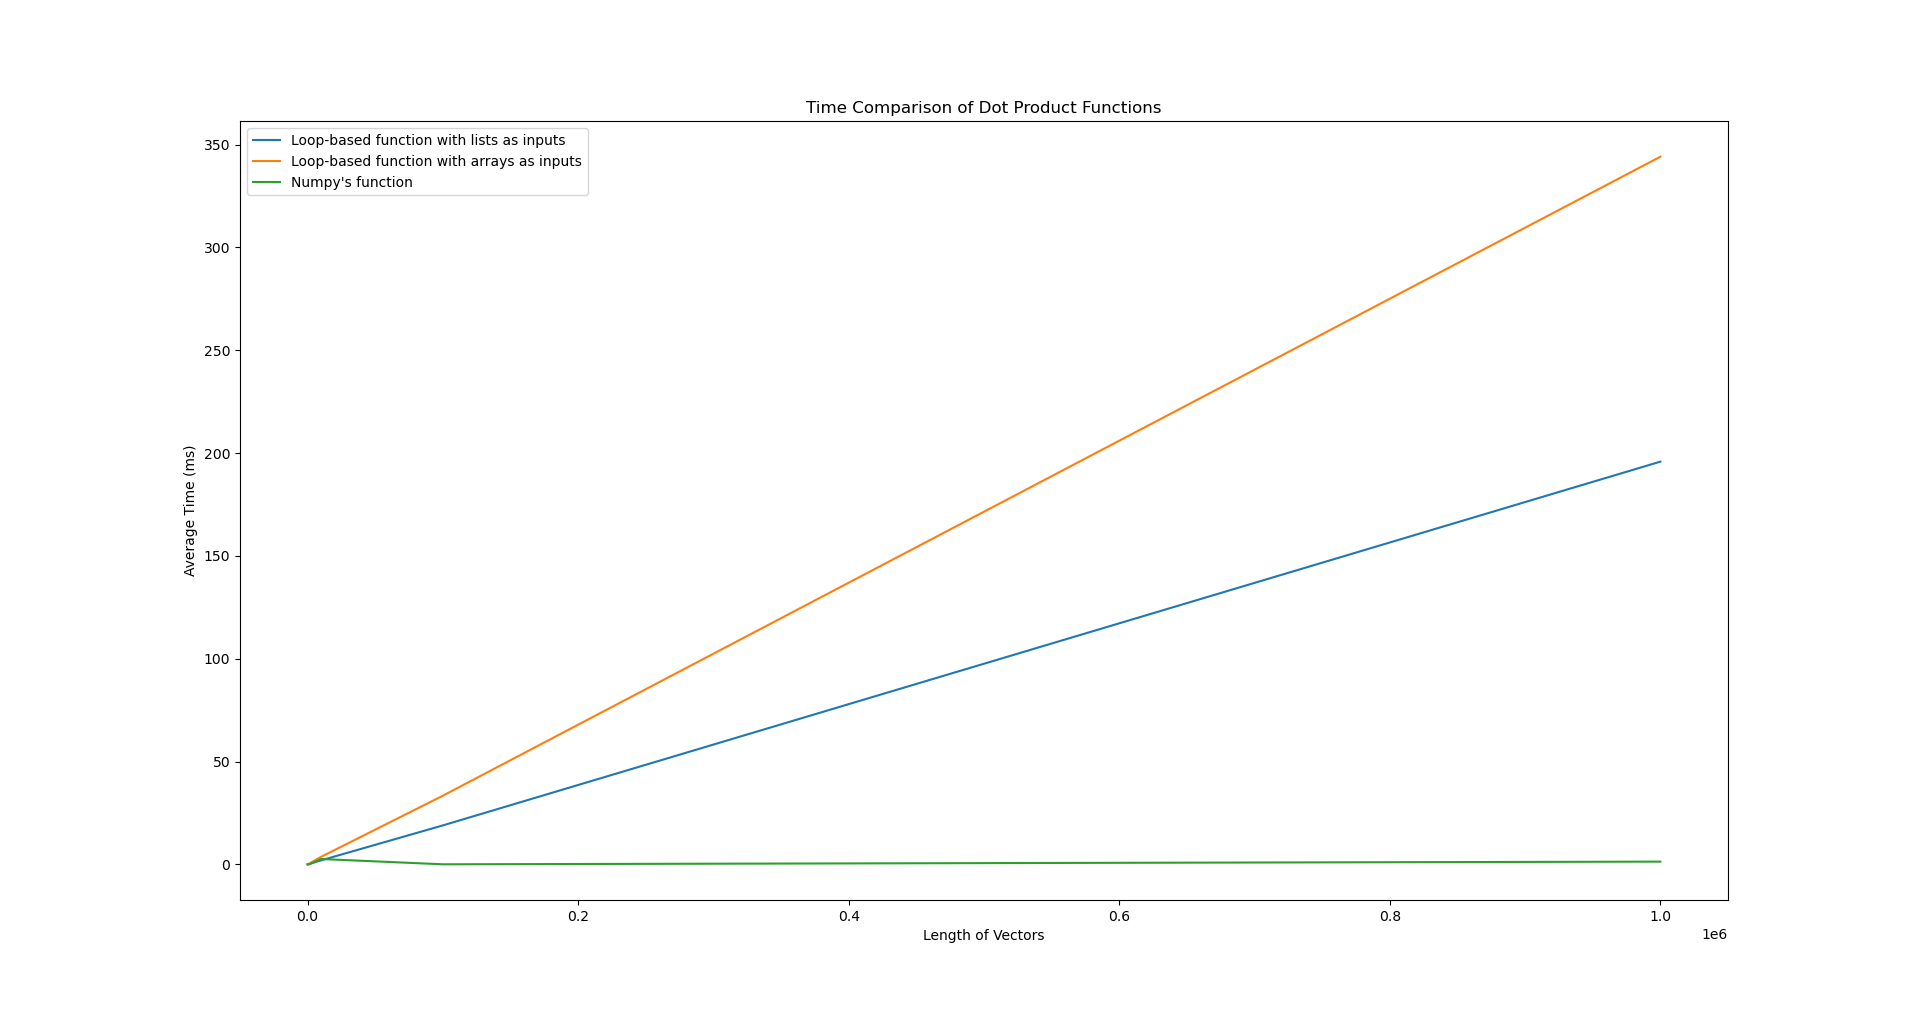 Time Comparison of Dot Product Functions
Loop-based function with lists as inputs
Loop-based function with arrays as inputs
Numpy's function
350
300
250
200
150
100
50
0
Average Time (ms)
0.0 0.2 0.4 0.6 0.8 1.0
Length of Vectors
1e6